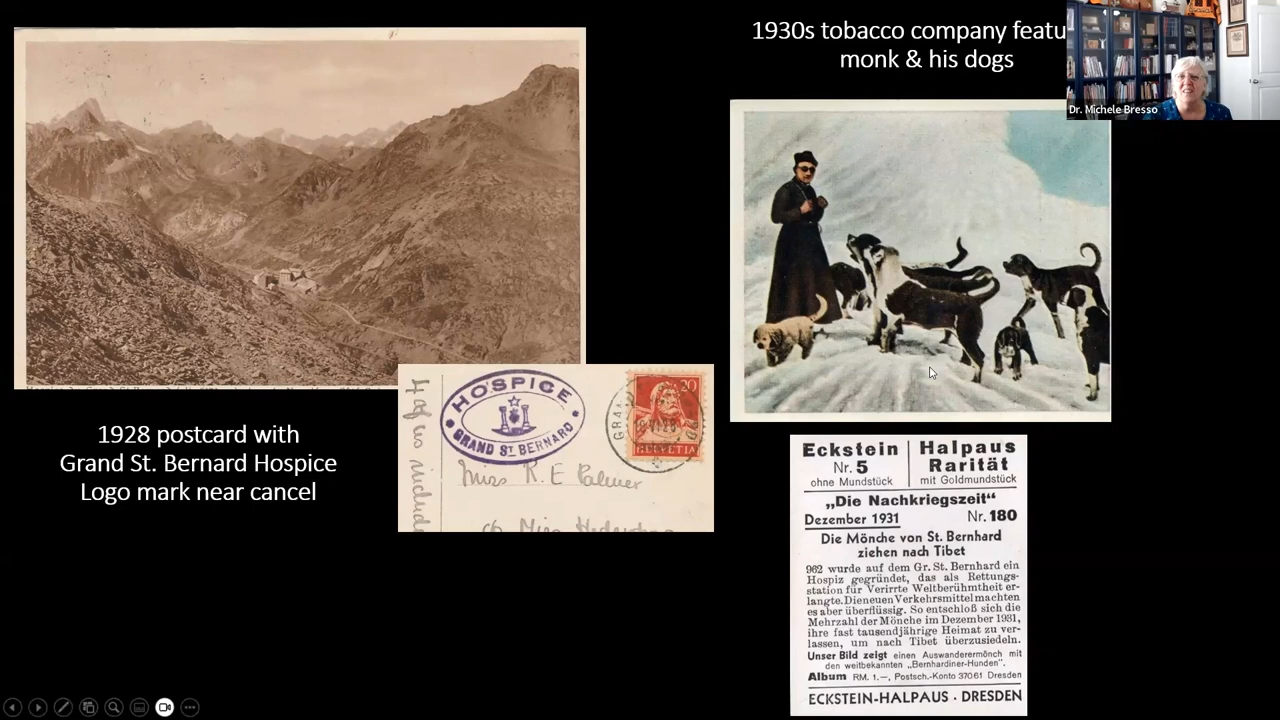 1930s tobacco company featu
monk & his dogs
Dr. Michele Bresso
1928 postcard with
Grand St. Bernard Hospice
Logo mark near cancel
4 of us
HOSPICE
GRAND ST BERNARD
20
HELVETIA
Miss R. E Palmer
Miss
Eckstein
Nr. 5
ohne Mundstück
Halpaus
Rarität
mit Goldmundstück
„Die Nachkriegszeit“
Dezember 1931
Nr. 180
Die Mönche von St. Bernhard
ziehen nach Tibet
962 wurde auf dem Gr. St. Bernhard ein
Hospiz gegründet, das als Rettungs-
station für Verirrte Weltberühmtheit er-
langte. Die neuen Verkehrsmittel machten
es aber überflüssig. So entschloß sich die
Mehrzahl der Mönche im Dezember 1931,
ihre fast tausendjährige Heimat zu ver-
lassen, um nach Tibet überzusiedeln.
Unser Bild zeigt einen Auswanderermönch mit
den weitbekannten „Bernhardiner-Hunden“.
Album RM. 1.—, Postsch.-Konto 37061 Dresden
ECKSTEIN-HALPAUS · DRESDEN